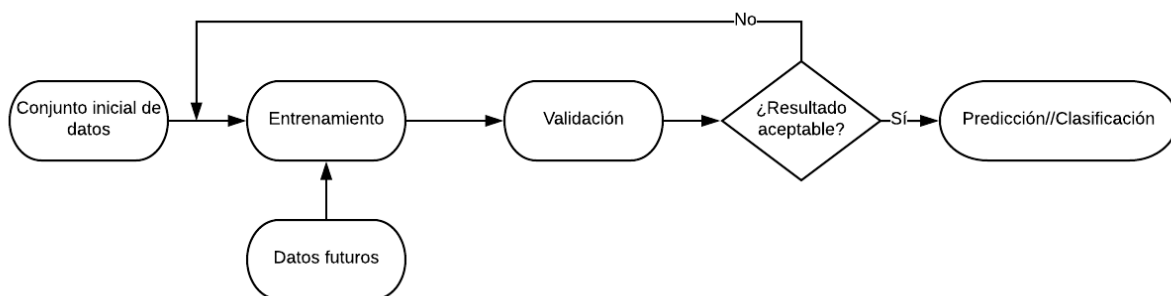 No
Conjunto inicial de
datos
Entrenamiento
Validación
¿Resultado
aceptable?
Sí
Predicción//Clasificación
Datos futuros